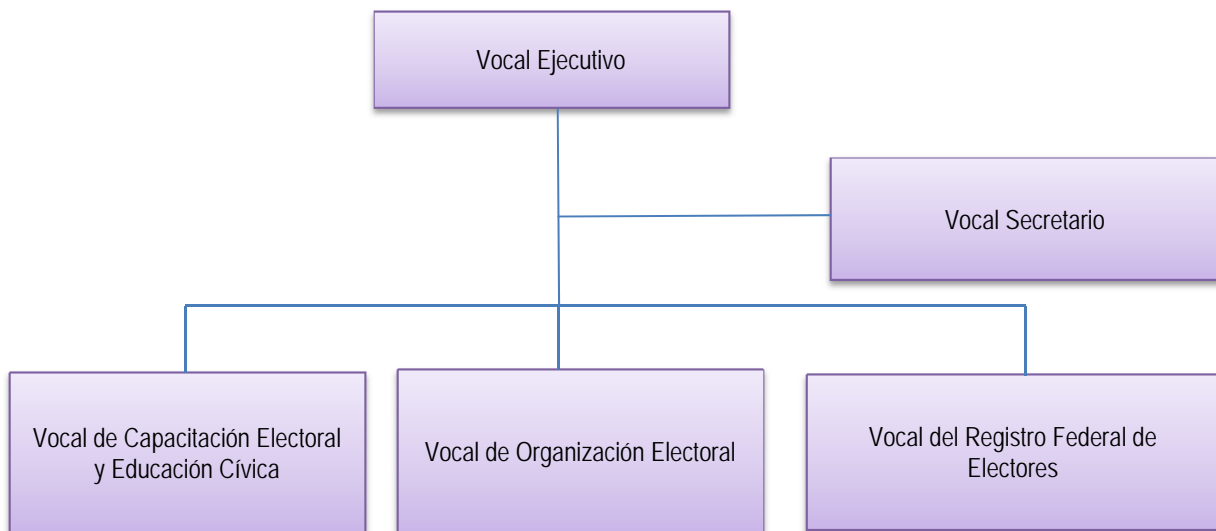 Vocal Ejecutivo
Vocal Secretario
Vocal de Capacitación Electoral
y Educación Cívica
Vocal de Organización Electoral
Vocal del Registro Federal de
Electores